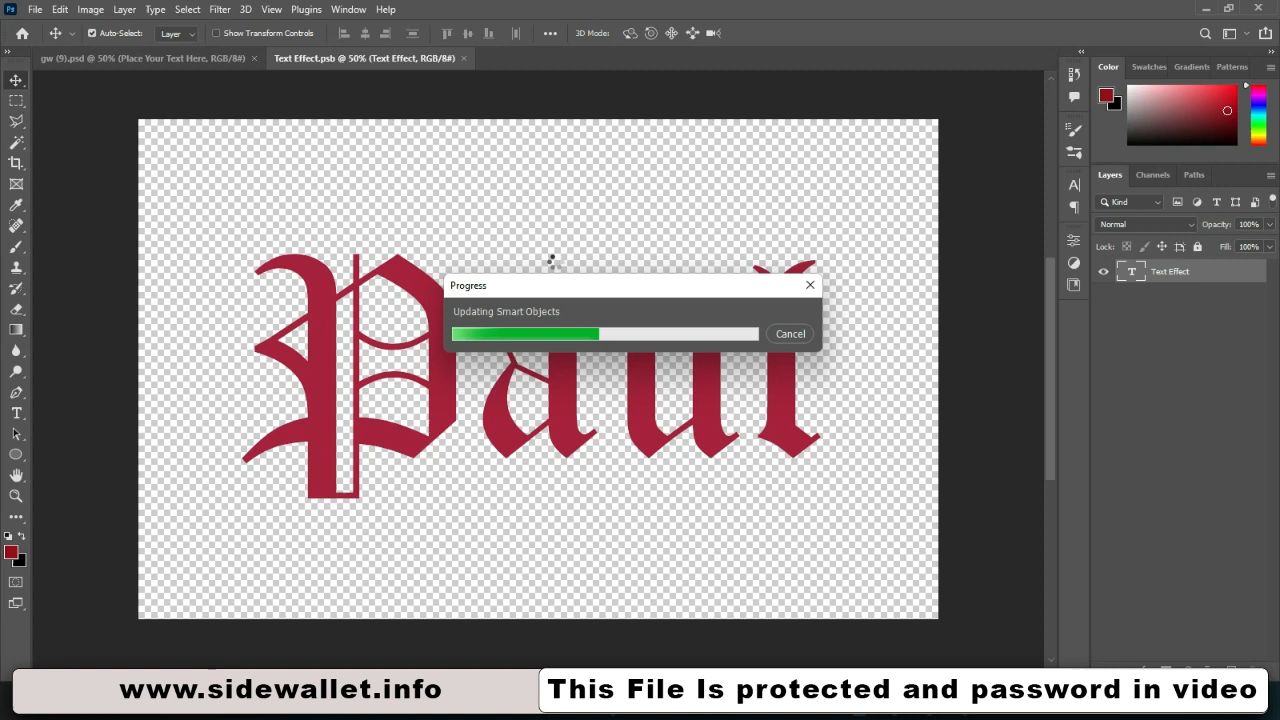 Ps File Edit Image Layer Type Select Filter 3D View Plugins Window Help
Auto-Select: Layer Show Transform Controls 3D Mode:
gw (9).psd @ 50% (Place Your Text Here, RGB/8#) Text Effect.psb @ 50% (Text Effect, RGB/8#)
Color Swatches Gradients Patterns
Layers Channels Paths
Kind
Normal Opacity: 100%
Lock: Fill: 100%
T Text Effect
Paul
Progress
Updating Smart Objects
Cancel
www.sidewallet.info
This File Is protected and password in video